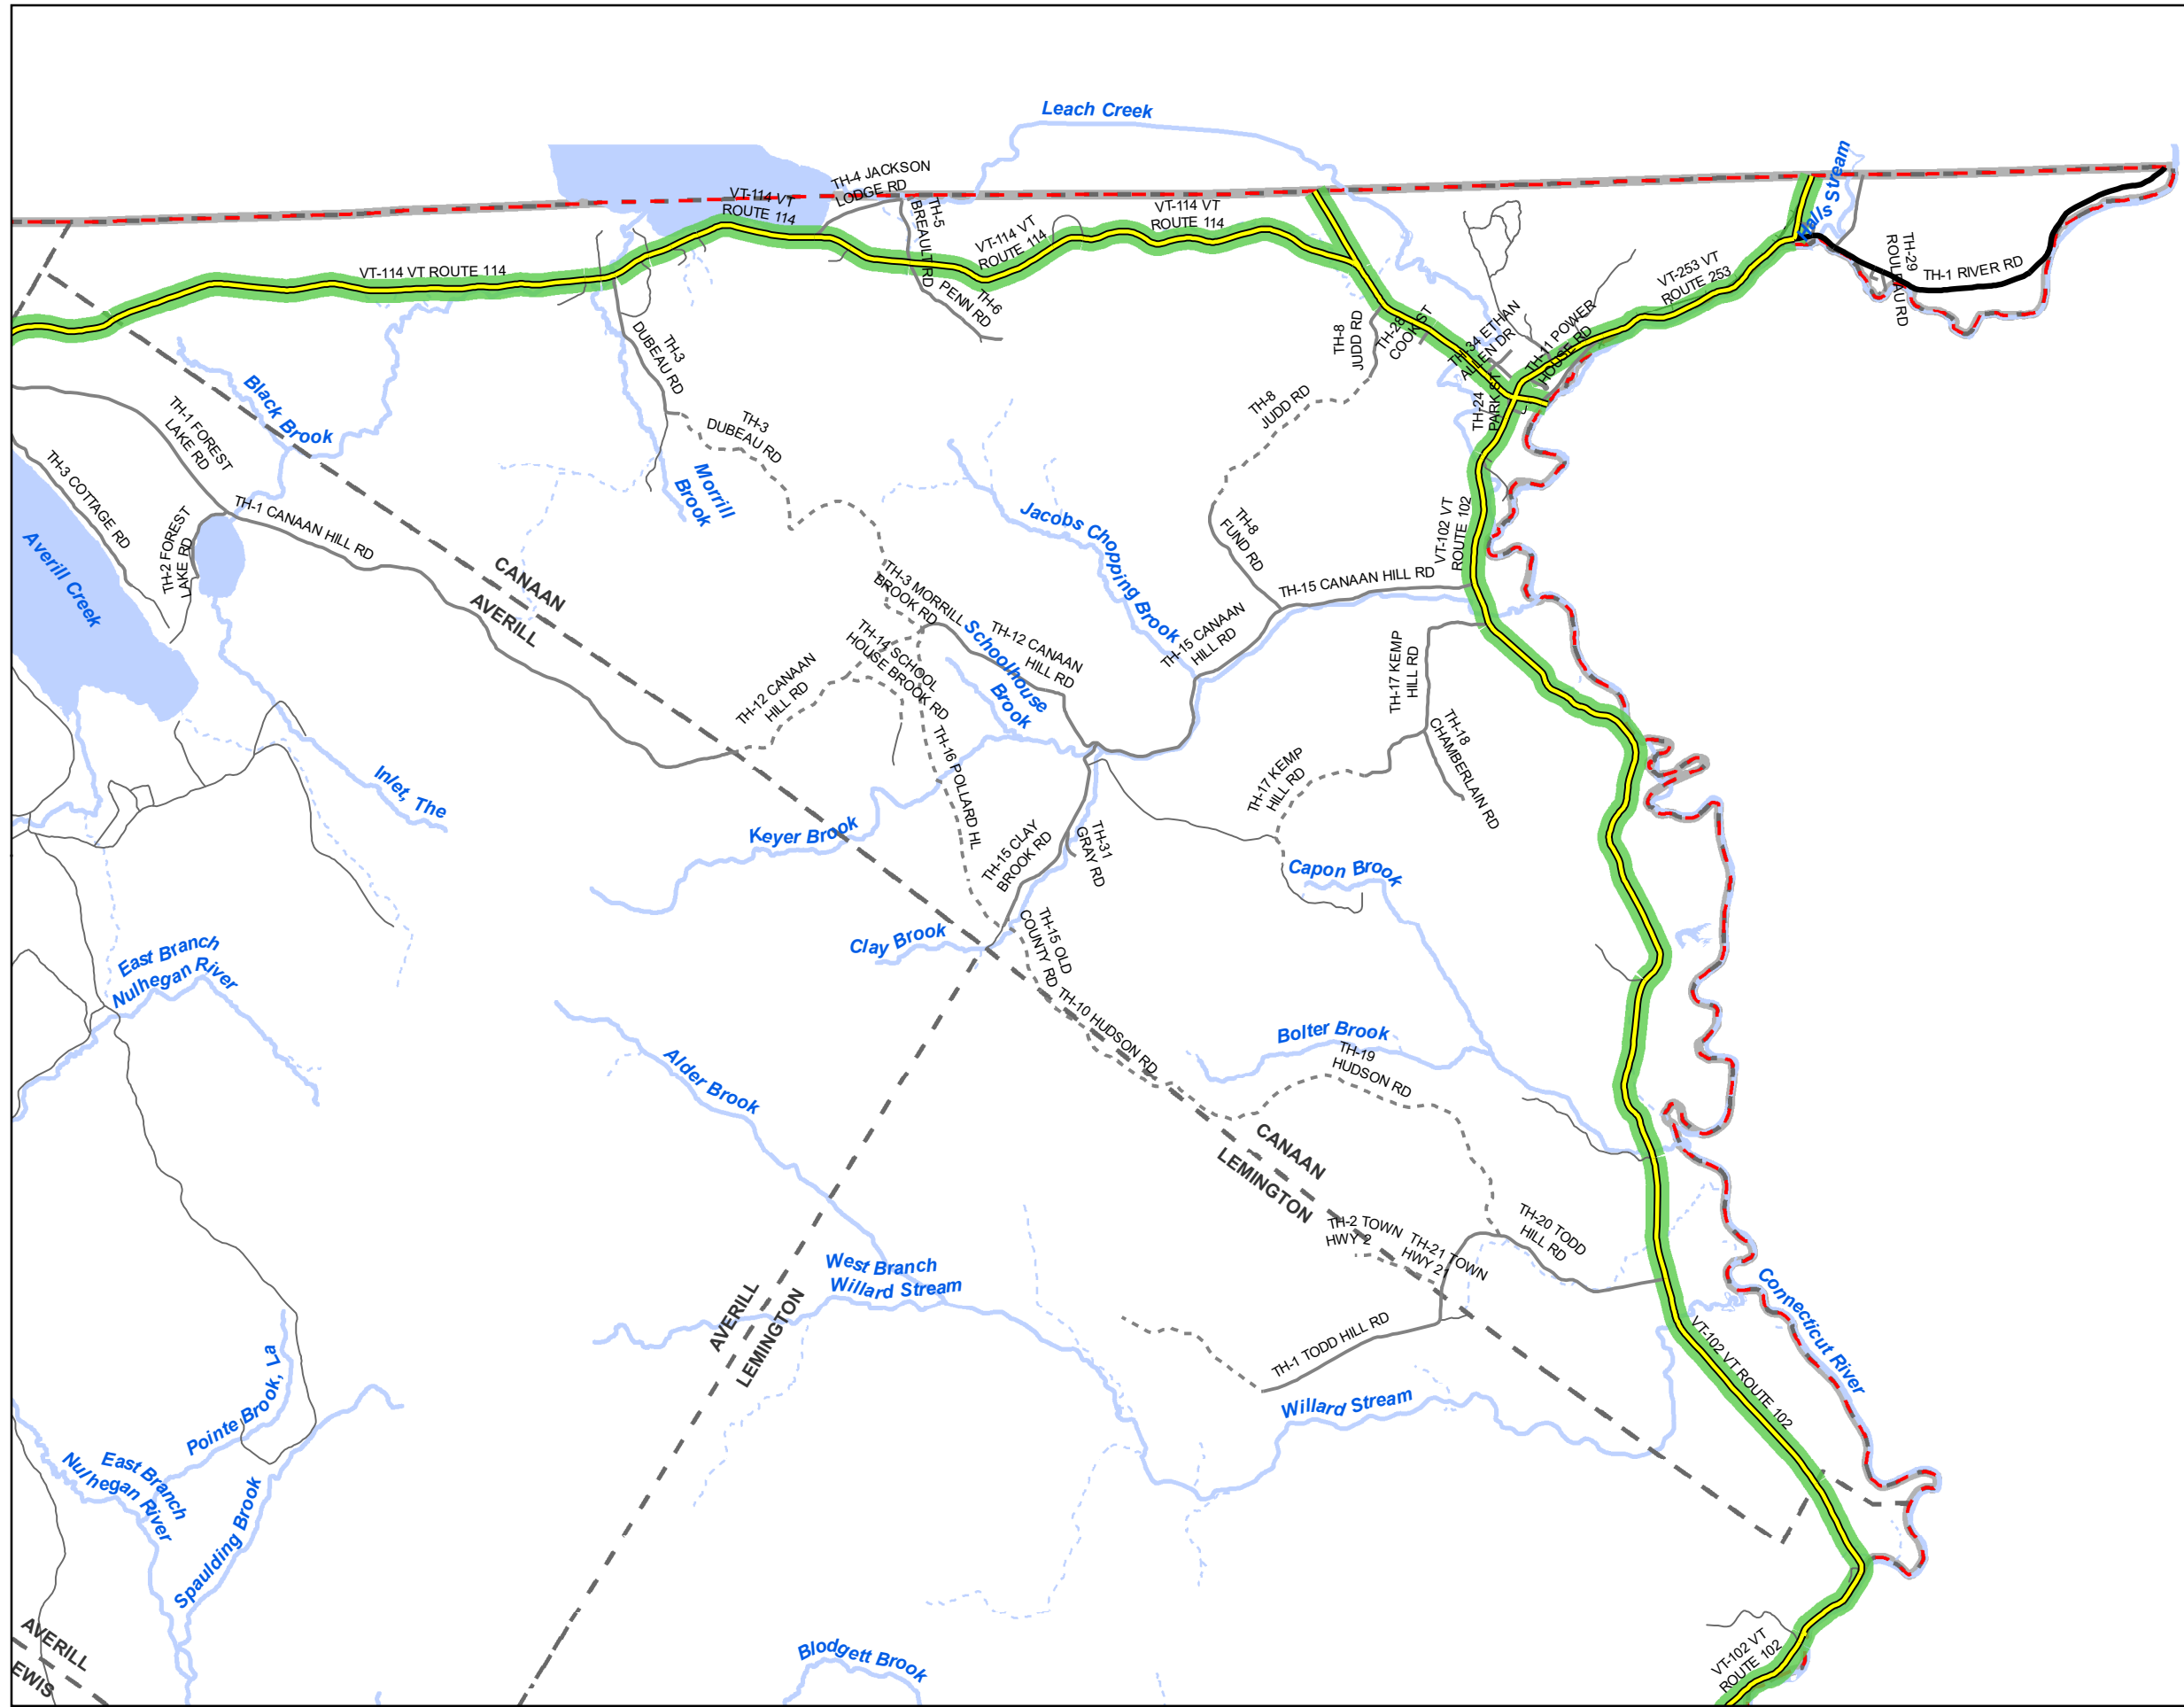 Leach Creek
Halls Stream
TH-4 JACKSON
LODGE RD
VT-114 VT
ROUTE 114
TH-5
BREAULT RD
VT-114 VT
ROUTE 114
VT-114 VT
ROUTE 114
VT-114 VT ROUTE 114
TH-6
PENN RD
VT-253 VT
ROUTE 253
TH-29
ROULEAU RD
TH-1 RIVER RD
TH-3
DUBEAU RD
TH-8
JUDD RD
TH-28
COOK ST
TH-34 ETHAN
ALLEN DR
TH-11 POWER
HOUSE RD
TH-24
PARK ST
Black Brook
TH-1 FOREST
LAKE RD
TH-3
DUBEAU RD
TH-8
JUDD RD
TH-3 COTTAGE RD
TH-2 FOREST
LAKE RD
TH-1 CANAAN HILL RD
Morrill
Brook
Jacobs Chopping Brook
TH-8
FUND RD
VT-102 VT
ROUTE 102
Averill Creek
CANAAN
AVERILL
TH-3 MORRILL
BROOK RD
TH-15 CANAAN HILL RD
TH-14 SCHOOL
HOUSE BROOK RD
Schoolhouse
Brook
TH-12 CANAAN
HILL RD
TH-15 CANAAN
HILL RD
TH-17 KEMP
HILL RD
TH-12 CANAAN
HILL RD
TH-18
CHAMBERLAIN RD
TH-16 POLLARD HL
TH-17 KEMP
HILL RD
Inlet, The
Keyer Brook
TH-15 CLAY
BROOK RD
TH-31
GRAY RD
Capon Brook
East Branch
Nulhegan River
Clay Brook
TH-15 OLD
COUNTY RD
TH-10 HUDSON RD
Bolter Brook
TH-19
HUDSON RD
Alder Brook
CANAAN
LEMINGTON
TH-2 TOWN
HWY 2
TH-21 TOWN
HWY 21
TH-20 TODD
HILL RD
West Branch
Willard Stream
AVERILL
LEMINGTON
TH-1 TODD HILL RD
Connecticut River
VT-102 VT ROUTE 102
Willard Stream
Pointe Brook, La
East Branch
Nulhegan River
Spaulding Brook
AVERILL
EWIS
Blodgett Brook
VT-102 VT
ROUTE 102